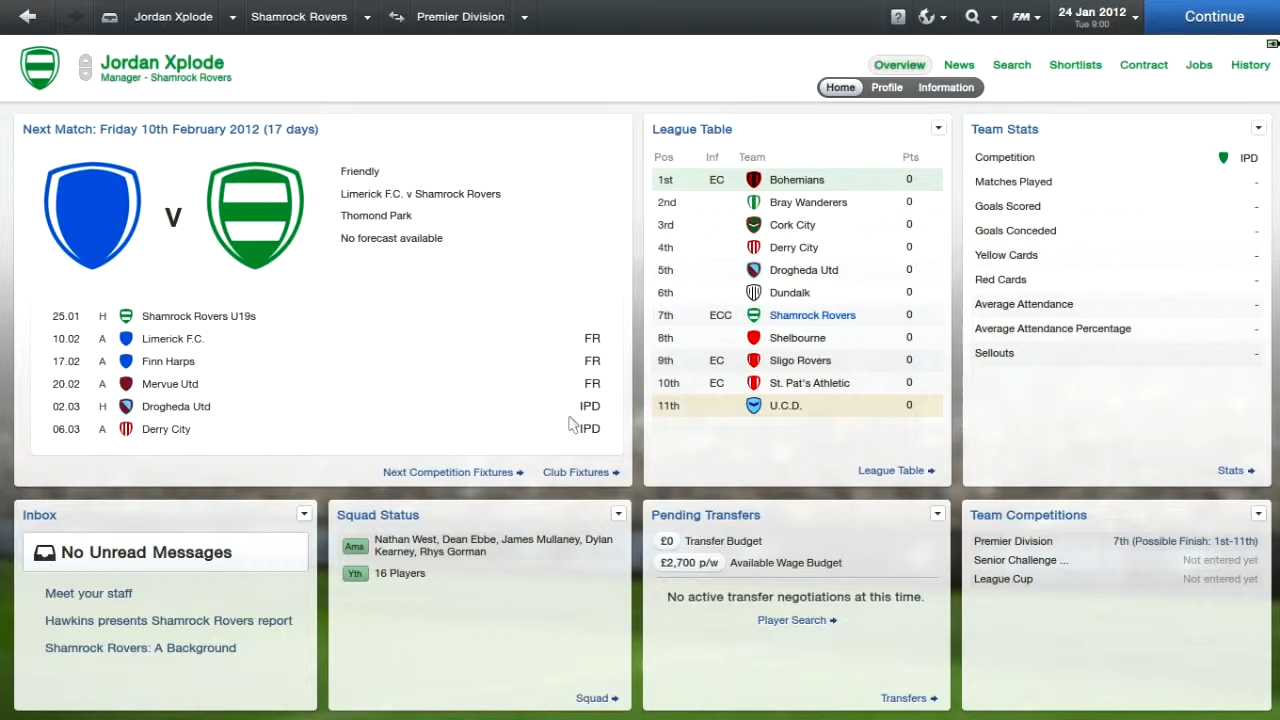 Jordan Xplode
Shamrock Rovers
Premier Division
?
FM
24 Jan 2012
Tue 9:00
Continue
Jordan Xplode
Manager - Shamrock Rovers
Overview News Search Shortlists Contract Jobs History
Home Profile Information
Next Match: Friday 10th February 2012 (17 days)
V
Friendly
Limerick F.C. v Shamrock Rovers
Thomond Park
No forecast available
25.01 H Shamrock Rovers U19s
10.02 A Limerick F.C. FR
17.02 A Finn Harps FR
20.02 A Mervue Utd FR
02.03 H Drogheda Utd IPD
06.03 A Derry City IPD
Next Competition Fixtures Club Fixtures
League Table
Pos Inf Team Pts
1st EC Bohemians 0
2nd Bray Wanderers 0
3rd Cork City 0
4th Derry City 0
5th Drogheda Utd 0
6th Dundalk 0
7th ECC Shamrock Rovers 0
8th Shelbourne 0
9th EC Sligo Rovers 0
10th EC St. Pat's Athletic 0
11th U.C.D. 0
League Table
Team Stats
Competition IPD
Matches Played -
Goals Scored -
Goals Conceded -
Yellow Cards -
Red Cards -
Average Attendance -
Average Attendance Percentage -
Sellouts -
Stats
Inbox
No Unread Messages
Meet your staff
Hawkins presents Shamrock Rovers report
Shamrock Rovers: A Background
Squad Status
Ama Nathan West, Dean Ebbe, James Mullaney, Dylan
Kearney, Rhys Gorman
Yth 16 Players
Squad
Pending Transfers
£0 Transfer Budget
£2,700 p/w Available Wage Budget
No active transfer negotiations at this time.
Player Search
Transfers
Team Competitions
Premier Division 7th (Possible Finish: 1st-11th)
Senior Challenge ... Not entered yet
League Cup Not entered yet